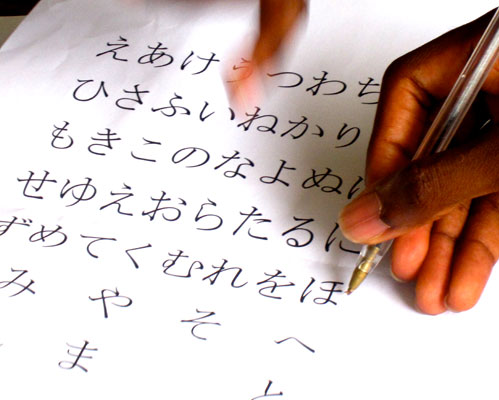 えあけうつわち
ひさふいねかり
もきこのなよぬ
せゆえおらたるに
ずめてくむれをほ
み や そ へ
ま